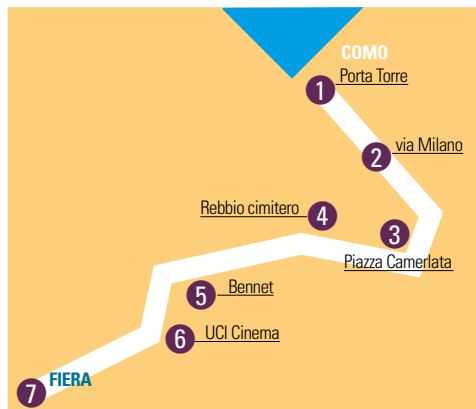 COMO
1 Porta Torre
2 via Milano
Rebbio cimitero 4
3
Piazza Camerlata
5 Bennet
6 UCI Cinema
7 FIERA